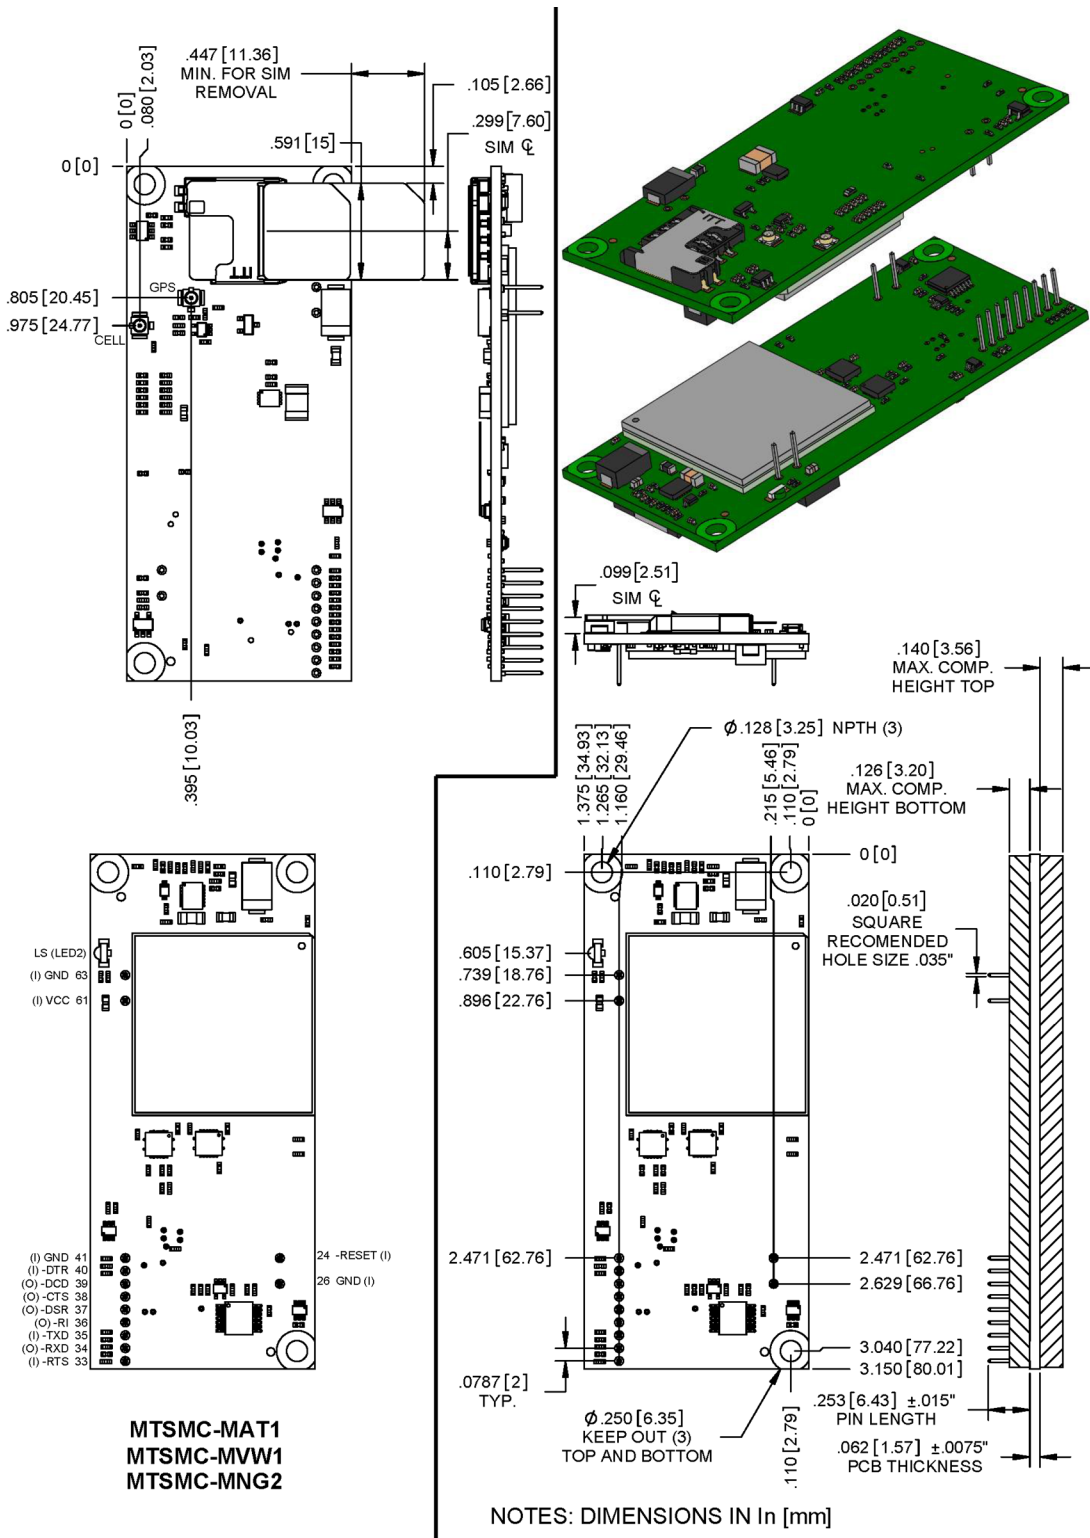 .447 [11.36]
MIN. FOR SIM
REMOVAL
0 [0]
.080 [2.03]
.105 [2.66]
.299 [7.60]
SIM ℄
.591 [15]
0 [0]
GPS
.805 [20.45]
.975 [24.77]
CELL
.395 [10.03]
.099 [2.51]
SIM ℄
.140 [3.56]
MAX. COMP.
HEIGHT TOP
Ø.128 [3.25] NPTH (3)
1.375 [34.93]
1.265 [32.13]
1.160 [29.46]
.215 [5.46]
.110 [2.79]
0 [0]
.126 [3.20]
MAX. COMP.
HEIGHT BOTTOM
0 [0]
.110 [2.79]
.020 [0.51]
SQUARE
RECOMENDED
HOLE SIZE .035"
.605 [15.37]
.739 [18.76]
.896 [22.76]
LS (LED2)
(I) GND 63
(I) VCC 61
(I) GND 41
(I) -DTR 40
(O) -DCD 39
(O) -CTS 38
(O) -DSR 37
(O) -RI 36
(I) -TXD 35
(O) -RXD 34
(I) -RTS 33
24 -RESET (I)
26 GND (I)
2.471 [62.76]
2.471 [62.76]
2.629 [66.76]
3.040 [77.22]
3.150 [80.01]
.0787 [2]
TYP.
Ø.250 [6.35]
KEEP OUT (3)
TOP AND BOTTOM
.110 [2.79]
.253 [6.43] ±.015"
PIN LENGTH
.062 [1.57] ±.0075"
PCB THICKNESS
MTSMC-MAT1
MTSMC-MVW1
MTSMC-MNG2
NOTES: DIMENSIONS IN In [mm]